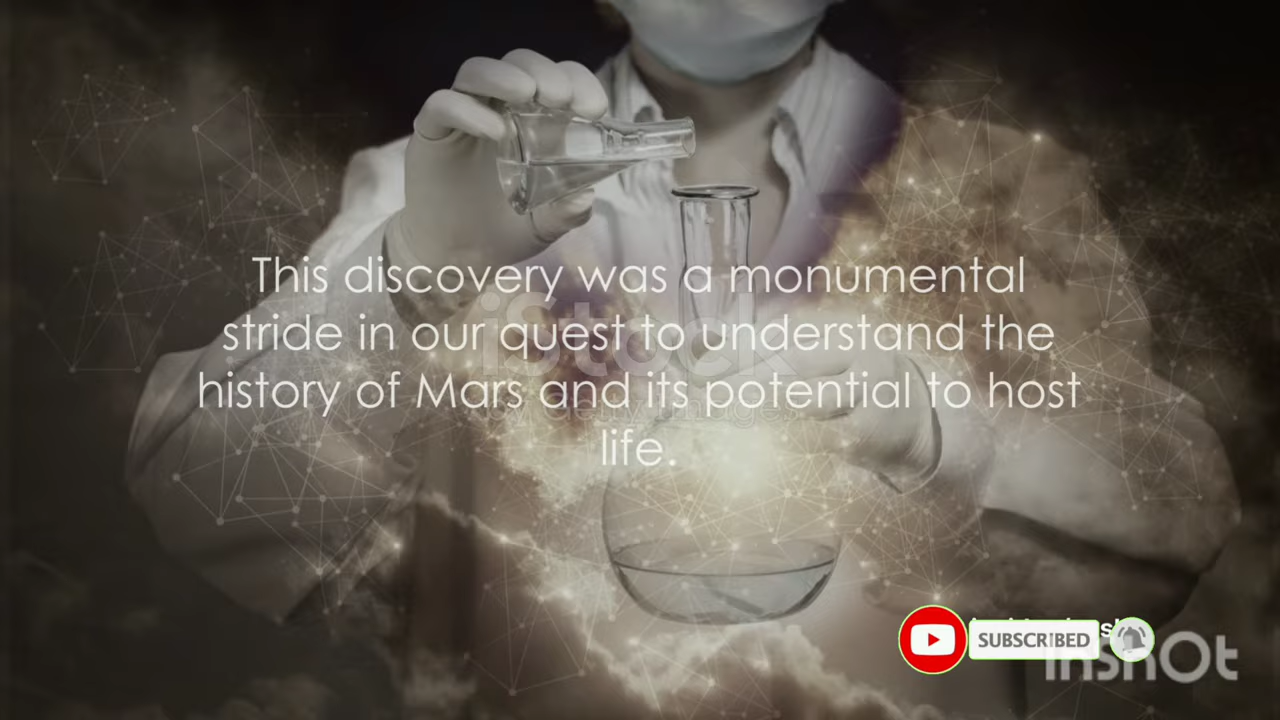 This discovery was a monumental
stride in our quest to understand the
history of Mars and its potential to host
life.
iStock
SUBSCRIBED
InShOt